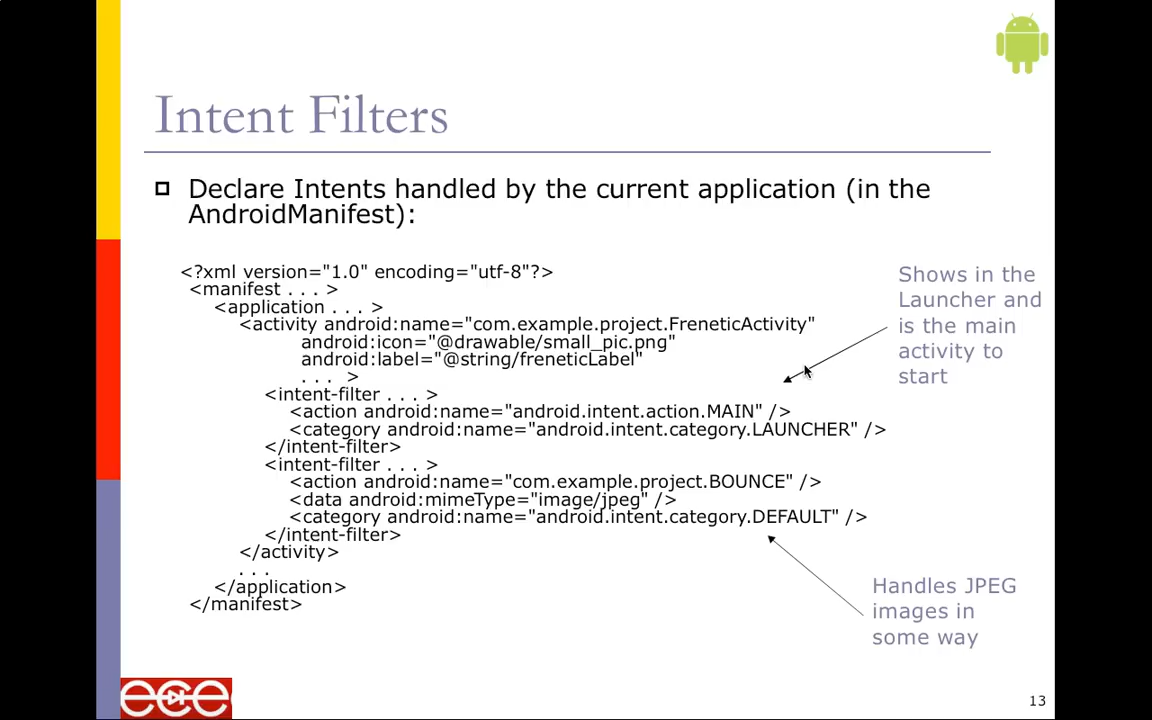 Intent Filters
Declare Intents handled by the current application (in the
AndroidManifest):
<?xml version="1.0" encoding="utf-8"?>
<manifest . . . >
<application . . . >
<activity android:name="com.example.project.FreneticActivity"
android:icon="@drawable/small_pic.png"
android:label="@string/freneticLabel"
. . .  >
<intent-filter . . . >
<action android:name="android.intent.action.MAIN" />
<category android:name="android.intent.category.LAUNCHER" />
</intent-filter>
<intent-filter . . . >
<action android:name="com.example.project.BOUNCE" />
<data android:mimeType="image/jpeg" />
<category android:name="android.intent.category.DEFAULT" />
</intent-filter>
</activity>
. . .
</application>
</manifest>
Shows in the
Launcher and
is the main
activity to
start
Handles JPEG
images in
some way
ece
13